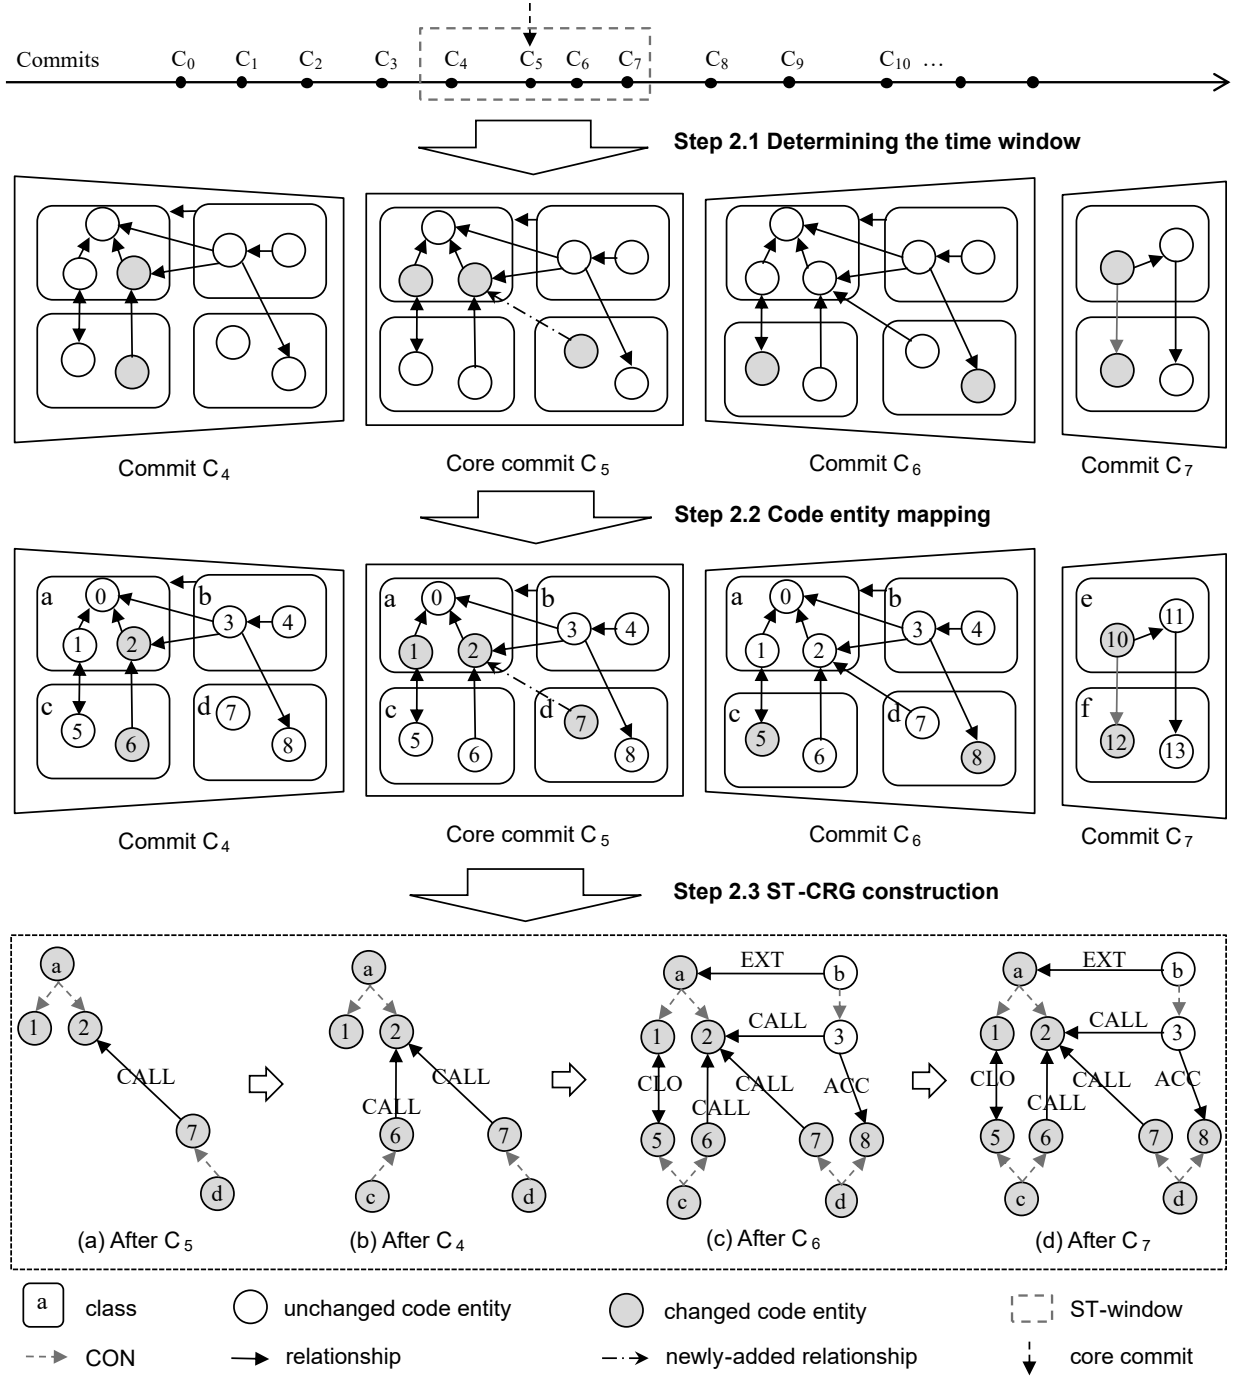 Commits C0 C1 C2 C3 C4 C5 C6 C7 C8 C9 C10 …
Step 2.1 Determining the time window
Commit C4 Core commit C5 Commit C6 Commit C7
Step 2.2 Code entity mapping
a 0 b 3 4 1 2 c 5 6 d 7 8
a 0 b 3 4 1 2 c 5 6 d 7 8
a 0 b 3 4 1 2 c 5 6 d 7 8
e 10 11 f 12 13
Commit C4 Core commit C5 Commit C6 Commit C7
Step 2.3 ST-CRG construction
a 1 2 CALL 7 d
a 1 2 CALL CALL 6 7 c d
a EXT b 1 2 CALL 3 CLO CALL CALL ACC 5 6 7 8 c d
a EXT b 1 2 CALL 3 CLO CALL CALL ACC 5 6 7 8 c d
(a) After C5 (b) After C4 (c) After C6 (d) After C7
a class unchanged code entity changed code entity ST-window
CON relationship newly-added relationship core commit